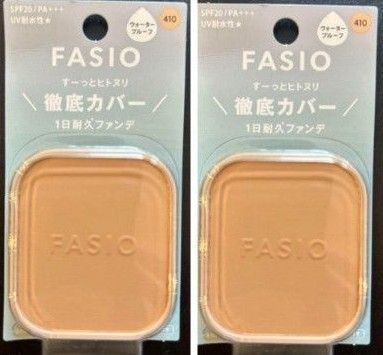 SPF20/PA+++
UV耐水性★
ウォーター
プルーフ
410
FASIO
すーっとヒトヌリ
徹底カバー
1日耐久ファンデ
FASIO
SPF20/PA+++
UV耐水性★
ウォーター
プルーフ
410
FASIO
すーっとヒトヌリ
徹底カバー
1日耐久ファンデ
FASIO